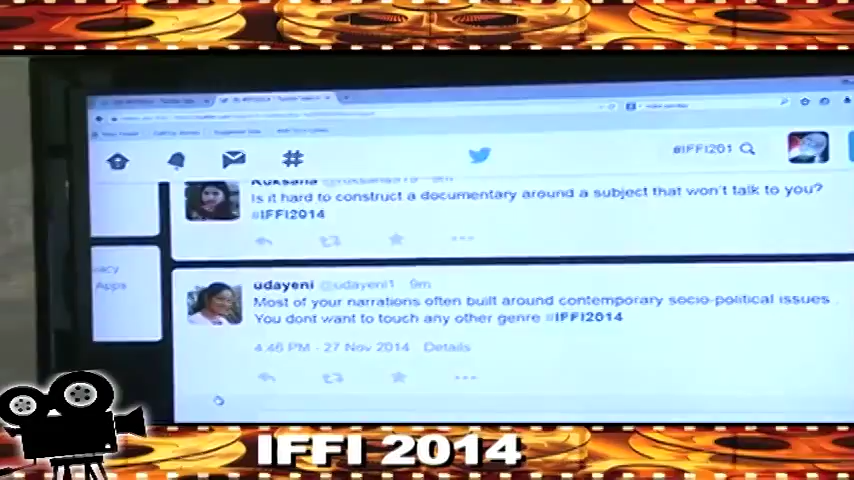 #IFFI201
Is it hard to construct a documentary around a subject that won't talk to you?
#IFFI2014
acy
Apps
udayeni @udayeni1 9m
Most of your narrations often built around contemporary socio-political issues .
You dont want to touch any other genre #IFFI2014
4:46 PM - 27 Nov 2014 Details
IFFI 2014